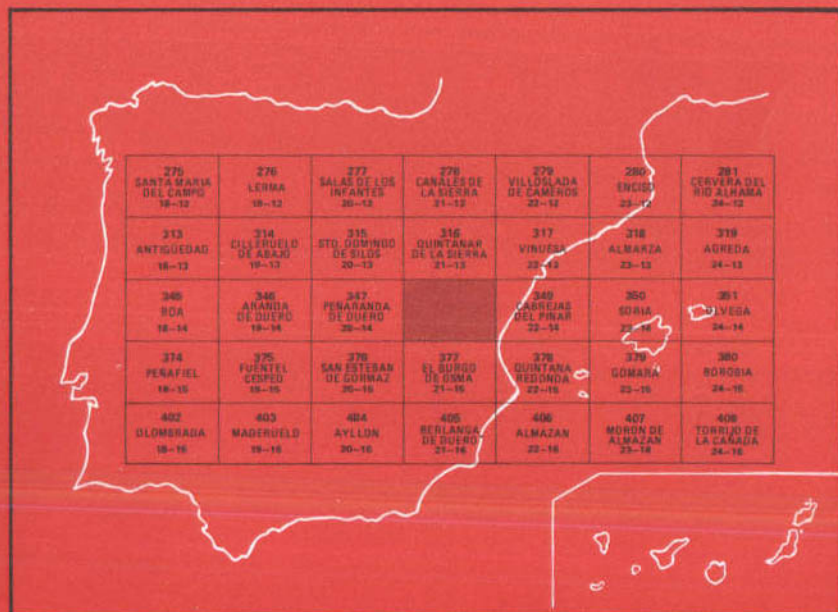 275
SANTA MARIA
DEL CAMPO
18-12
276
LERMA
19-12
277
SALAS DE LOS
INFANTES
20-12
278
CANALES DE
LA SIERRA
21-12
279
VILLOSLADA
DE CAMEROS
22-12
280
ENCISO
23-12
281
CERVERA DEL
RIO ALHAMA
24-12
313
ANTIGÜEDAD
18-13
314
CILLERUELO
DE ABAJO
19-13
315
STO. DOMINGO
DE SILOS
20-13
316
QUINTANAR
DE LA SIERRA
21-13
317
VINUESA
22-13
318
ALMARZA
23-13
319
AGREDA
24-13
345
ROA
18-14
346
ARANDA
DE DUERO
19-14
347
PEÑARANDA
DE DUERO
20-14
349
CABREJAS
DEL PINAR
22-14
350
SORIA
23-14
351
OLVEGA
24-14
374
PEÑAFIEL
18-15
375
FUENTEL
CESPED
19-15
376
SAN ESTEBAN
DE GORMAZ
20-15
377
EL BURGO
DE OSMA
21-15
378
QUINTANA
REDONDA
22-15
379
GOMARA
23-15
380
BOROBIA
24-15
402
OLOMBRADA
18-16
403
MADERUELO
19-16
404
AYLLON
20-16
405
BERLANGA
DE DUERO
21-16
406
ALMAZAN
22-16
407
MORON DE
ALMAZAN
23-16
408
TORRIJO DE
LA CAÑADA
24-16